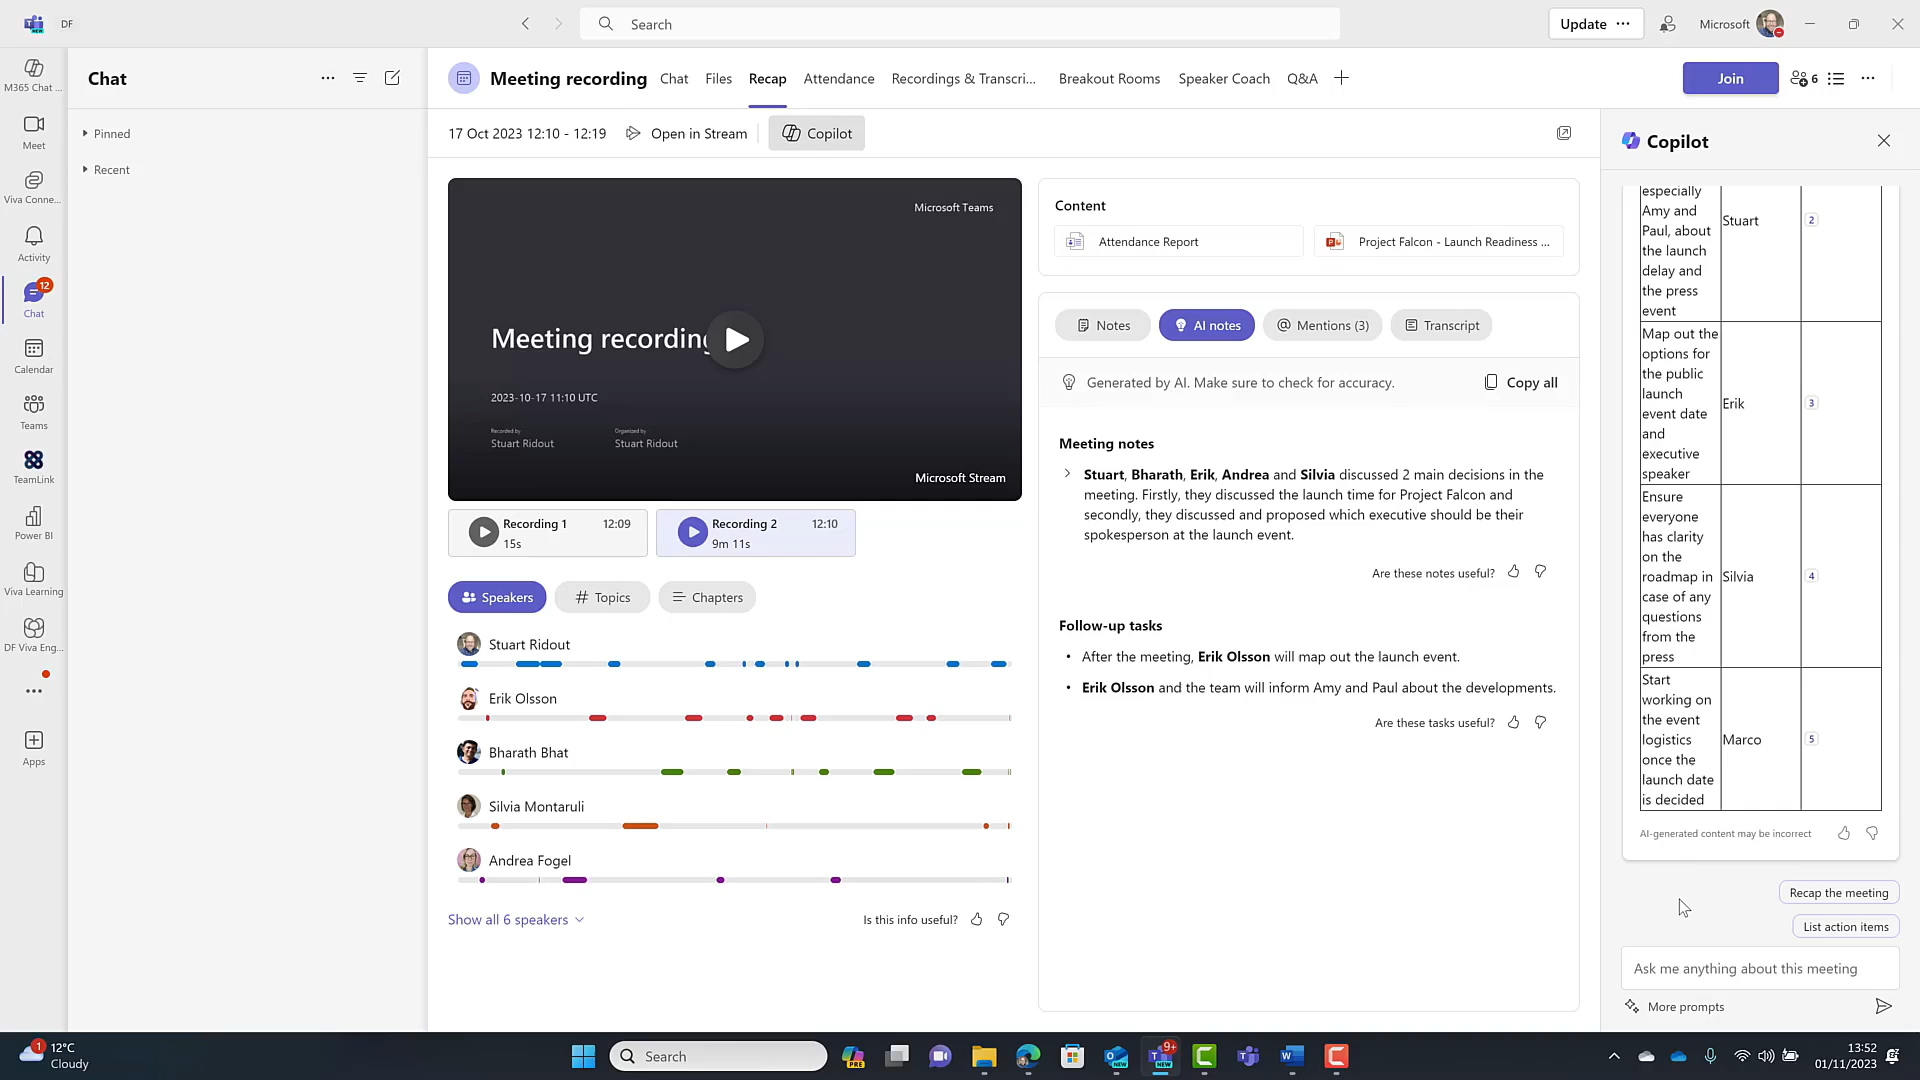 DF
Search
Update
Microsoft
M365 Chat ...
Meet
Viva Conne...
Activity
12
Chat
Calendar
Teams
TeamLink
Power BI
Viva Learning
DF Viva Eng...
Apps
Chat
Pinned
Recent
Meeting recording
Chat
Files
Recap
Attendance
Recordings & Transcri...
Breakout Rooms
Speaker Coach
Q&A
Join
6
17 Oct 2023 12:10 - 12:19
Open in Stream
Copilot
Microsoft Teams
Meeting recording
2023-10-17 11:10 UTC
Recorded by
Stuart Ridout
Organized by
Stuart Ridout
Microsoft Stream
Recording 1
12:09
15s
Recording 2
12:10
9m 11s
Speakers
Topics
Chapters
Stuart Ridout
Erik Olsson
Bharath Bhat
Silvia Montaruli
Andrea Fogel
Show all 6 speakers
Is this info useful?
Content
Attendance Report
Project Falcon - Launch Readiness ...
Notes
AI notes
Mentions (3)
Transcript
Generated by AI. Make sure to check for accuracy.
Copy all
Meeting notes
Stuart, Bharath, Erik, Andrea and Silvia discussed 2 main decisions in the
meeting. Firstly, they discussed the launch time for Project Falcon and
secondly, they discussed and proposed which executive should be their
spokesperson at the launch event.
Are these notes useful?
Follow-up tasks
• After the meeting, Erik Olsson will map out the launch event.
• Erik Olsson and the team will inform Amy and Paul about the developments.
Are these tasks useful?
Copilot
especially
Amy and
Paul, about
the launch
delay and
the press
event
Stuart
2
Map out the
options for
the public
launch
event date
and
executive
speaker
Erik
3
Ensure
everyone
has clarity
on the
roadmap in
case of any
questions
from the
press
Silvia
4
Start
working on
the event
logistics
once the
launch date
is decided
Marco
5
AI-generated content may be incorrect
Recap the meeting
List action items
Ask me anything about this meeting
More prompts
1
12°C
Cloudy
Search
PRE
NEW
9+
NEW
13:52
01/11/2023